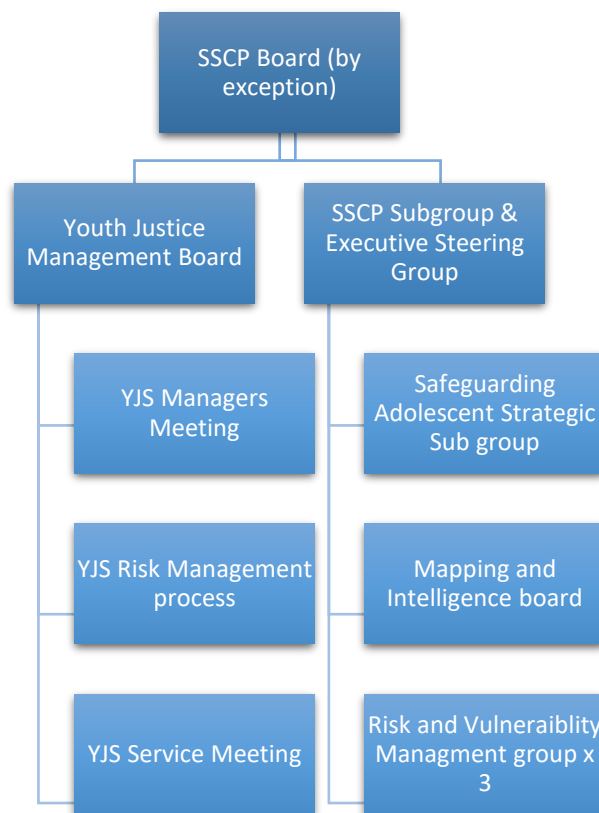 SSCP Board (by
exception)
Youth Justice
Management Board
SSCP Subgroup &
Executive Steering
Group
YJS Managers
Meeting
Safeguarding
Adolescent Strategic
Sub group
YJS Risk Management
process
Mapping and
Intelligence board
YJS Service Meeting
Risk and Vulneraiblity
Managment group x
3